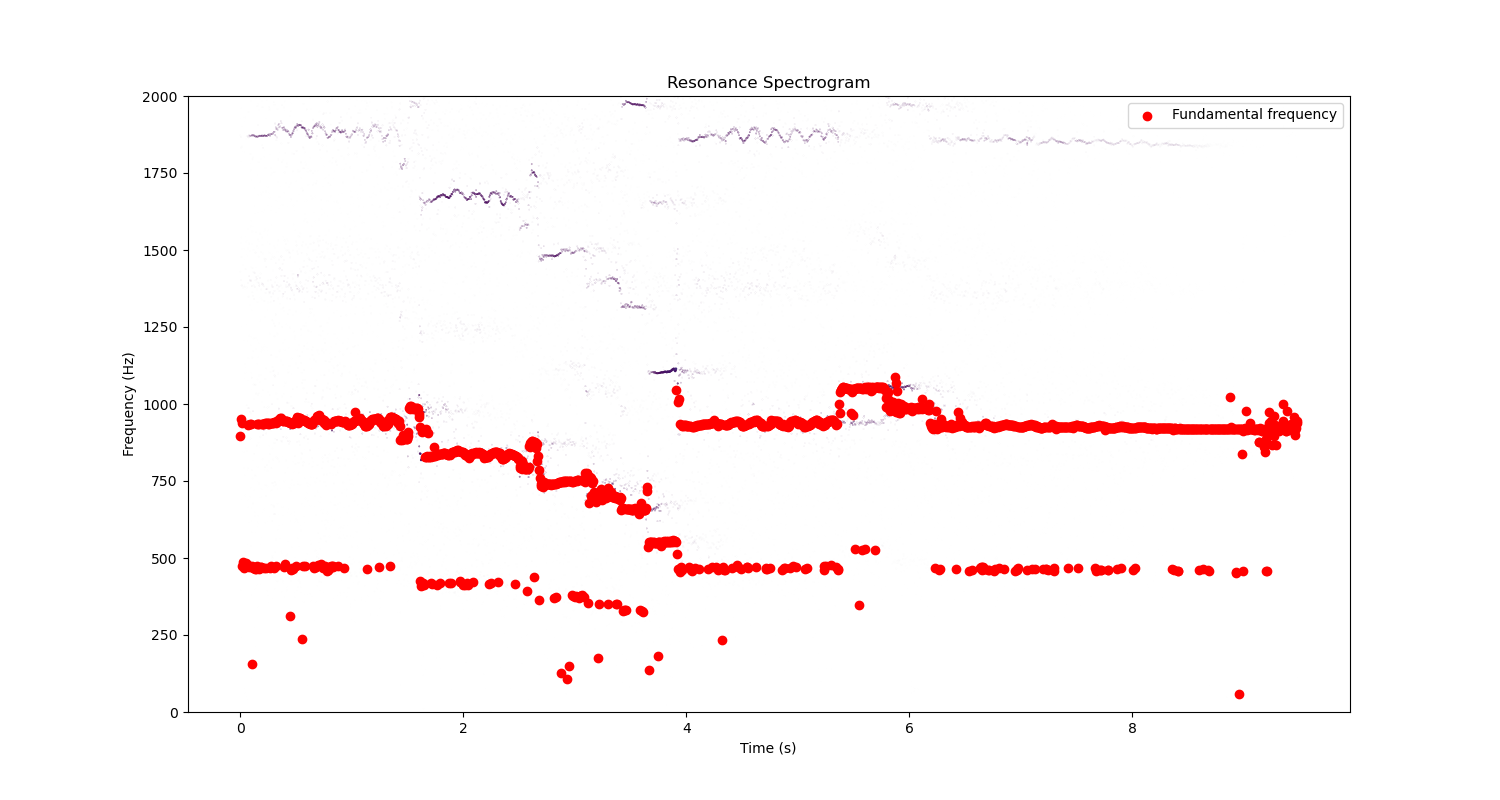 Resonance Spectrogram
Fundamental frequency
Frequency (Hz)
2000
1750
1500
1250
1000
750
500
250
0
0 2 4 6 8
Time (s)